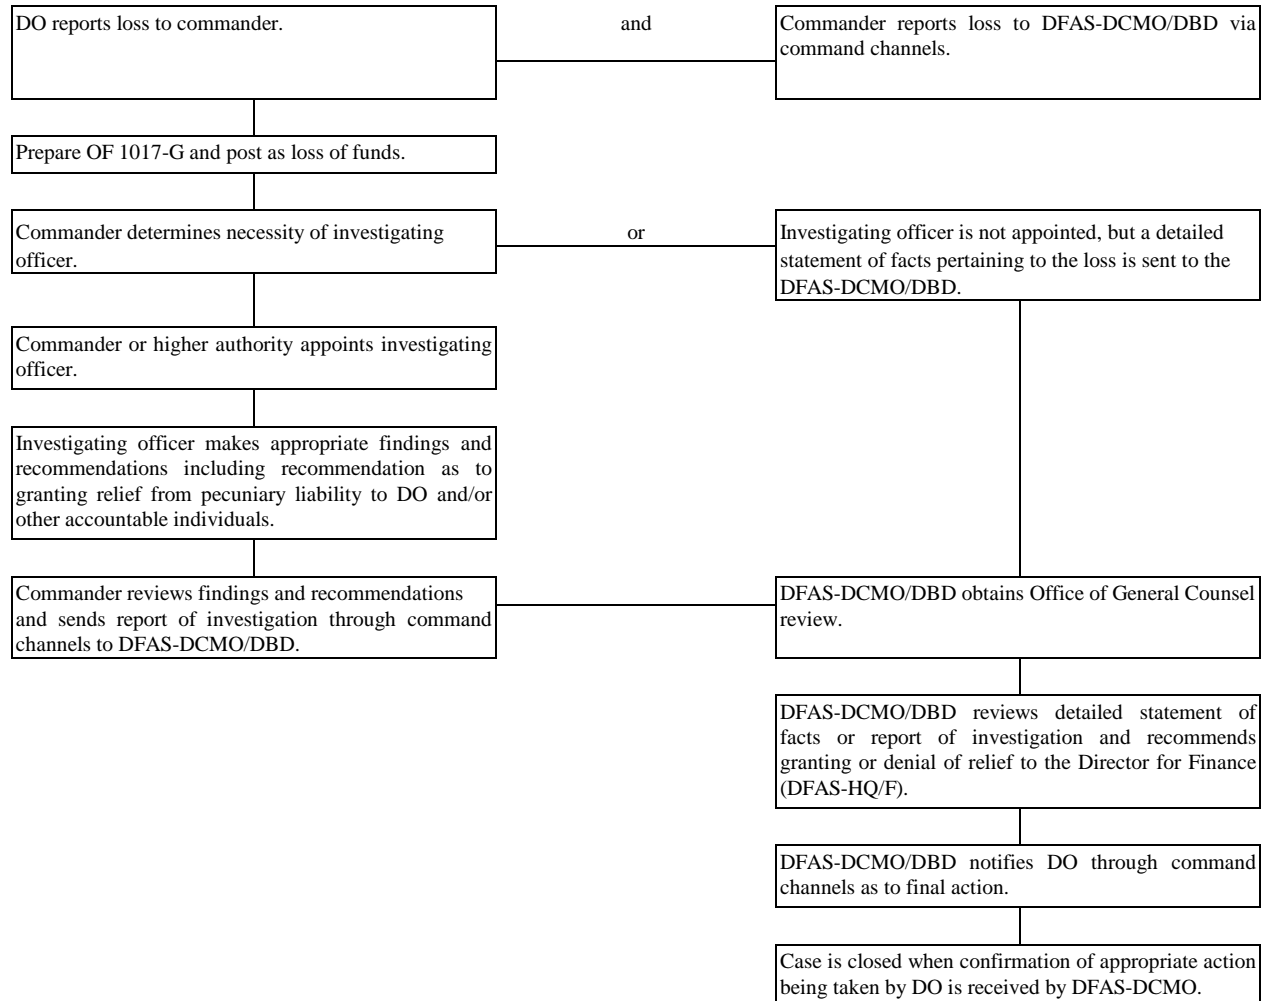 DO reports loss to commander.
and
Commander reports loss to DFAS-DCMO/DBD via
command channels.
Prepare OF 1017-G and post as loss of funds.
Commander determines necessity of investigating
officer.
or
Investigating officer is not appointed, but a detailed
statement of facts pertaining to the loss is sent to the
DFAS-DCMO/DBD.
Commander or higher authority appoints investigating
officer.
Investigating officer makes appropriate findings and
recommendations including recommendation as to
granting relief from pecuniary liability to DO and/or
other accountable individuals.
Commander reviews findings and recommendations
and sends report of investigation through command
channels to DFAS-DCMO/DBD.
DFAS-DCMO/DBD obtains Office of General Counsel
review.
DFAS-DCMO/DBD reviews detailed statement of
facts or report of investigation and recommends
granting or denial of relief to the Director for Finance
(DFAS-HQ/F).
DFAS-DCMO/DBD notifies DO through command
channels as to final action.
Case is closed when confirmation of appropriate action
being taken by DO is received by DFAS-DCMO.